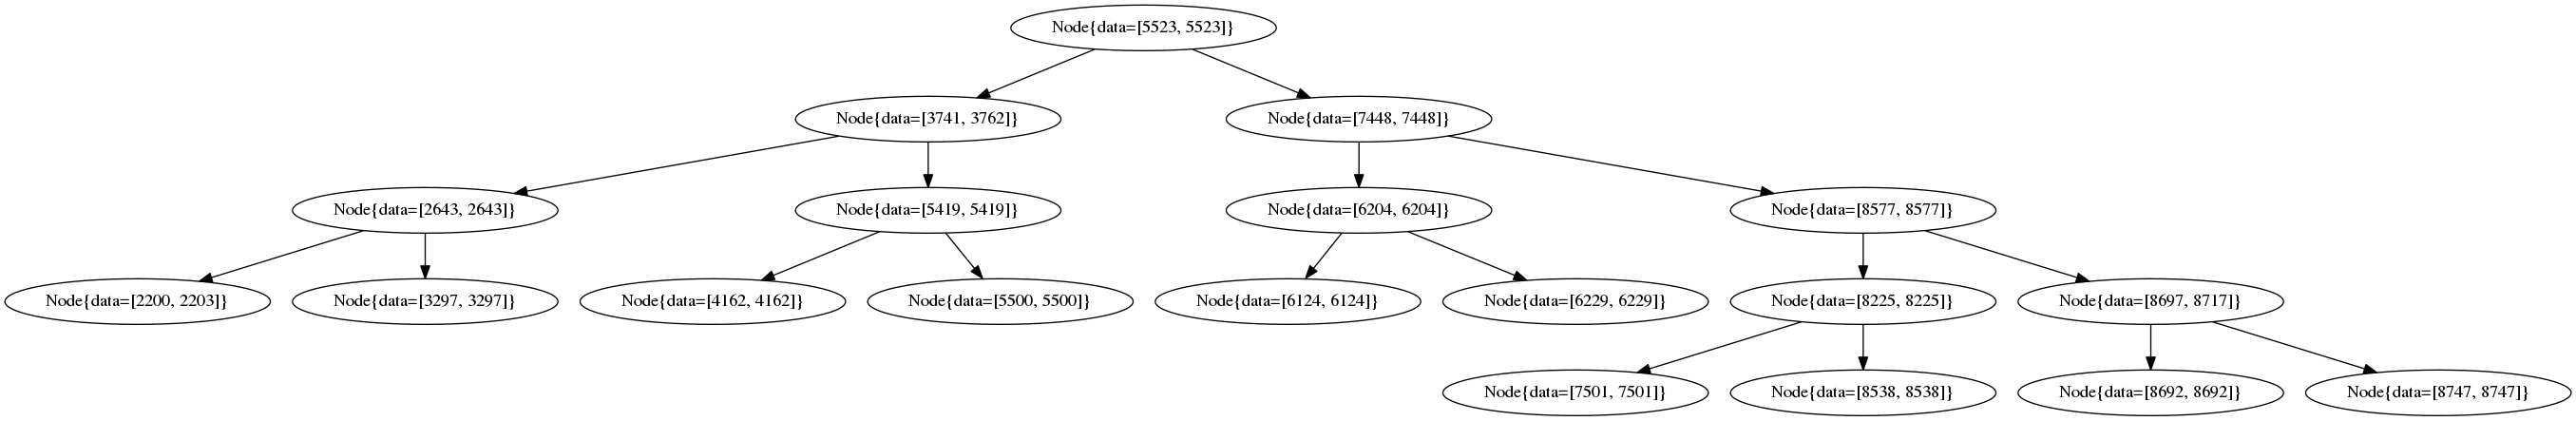 Node{data=[5523, 5523]}
Node{data=[3741, 3762]}
Node{data=[7448, 7448]}
Node{data=[2643, 2643]}
Node{data=[5419, 5419]}
Node{data=[6204, 6204]}
Node{data=[8577, 8577]}
Node{data=[2200, 2203]}
Node{data=[3297, 3297]}
Node{data=[4162, 4162]}
Node{data=[5500, 5500]}
Node{data=[6124, 6124]}
Node{data=[6229, 6229]}
Node{data=[8225, 8225]}
Node{data=[8697, 8717]}
Node{data=[7501, 7501]}
Node{data=[8538, 8538]}
Node{data=[8692, 8692]}
Node{data=[8747, 8747]}